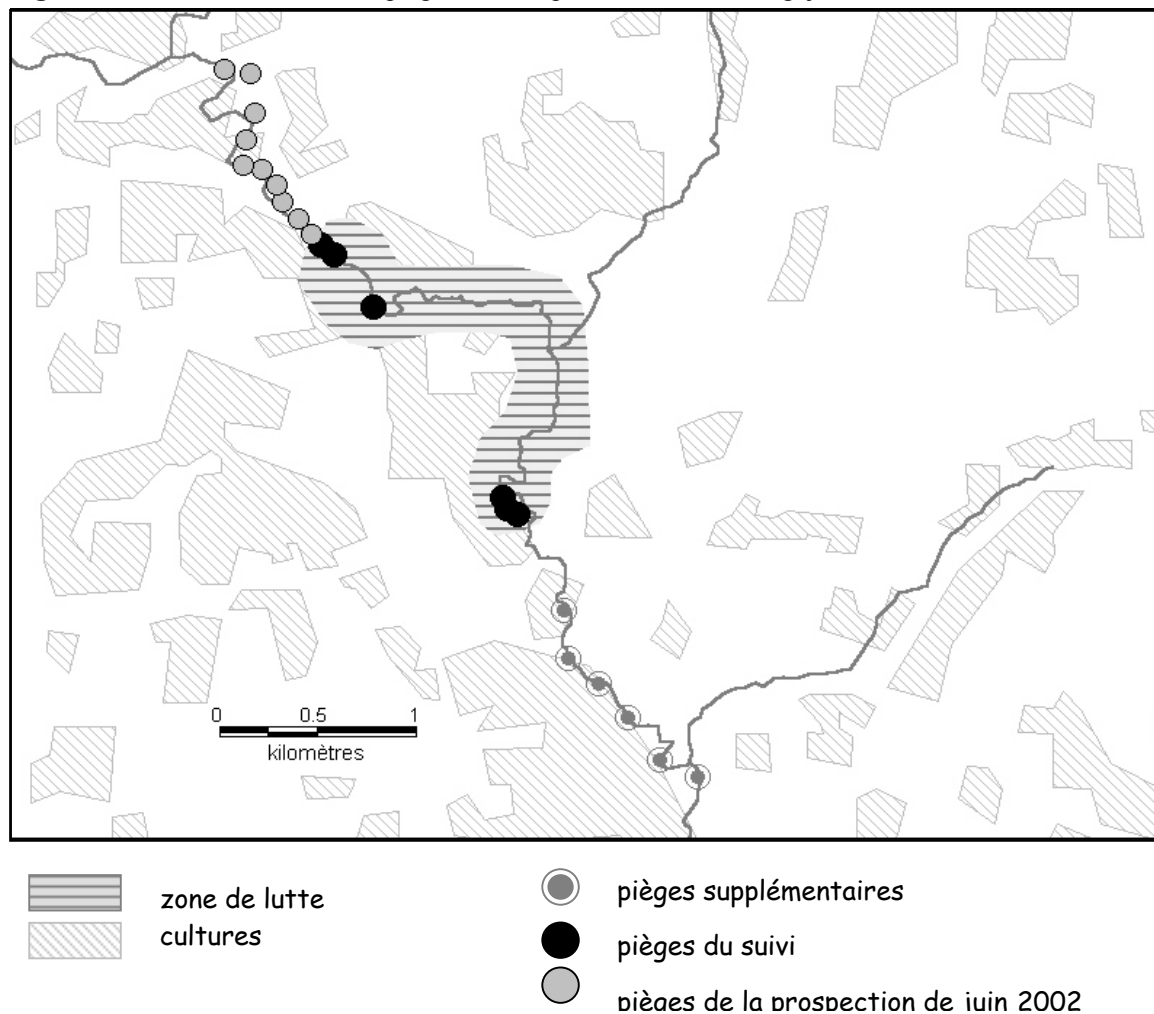 0 0.5 1
kilomètres
zone de lutte
cultures
pièges supplémentaires
pièges du suivi
pièges de la prospection de juin 2002